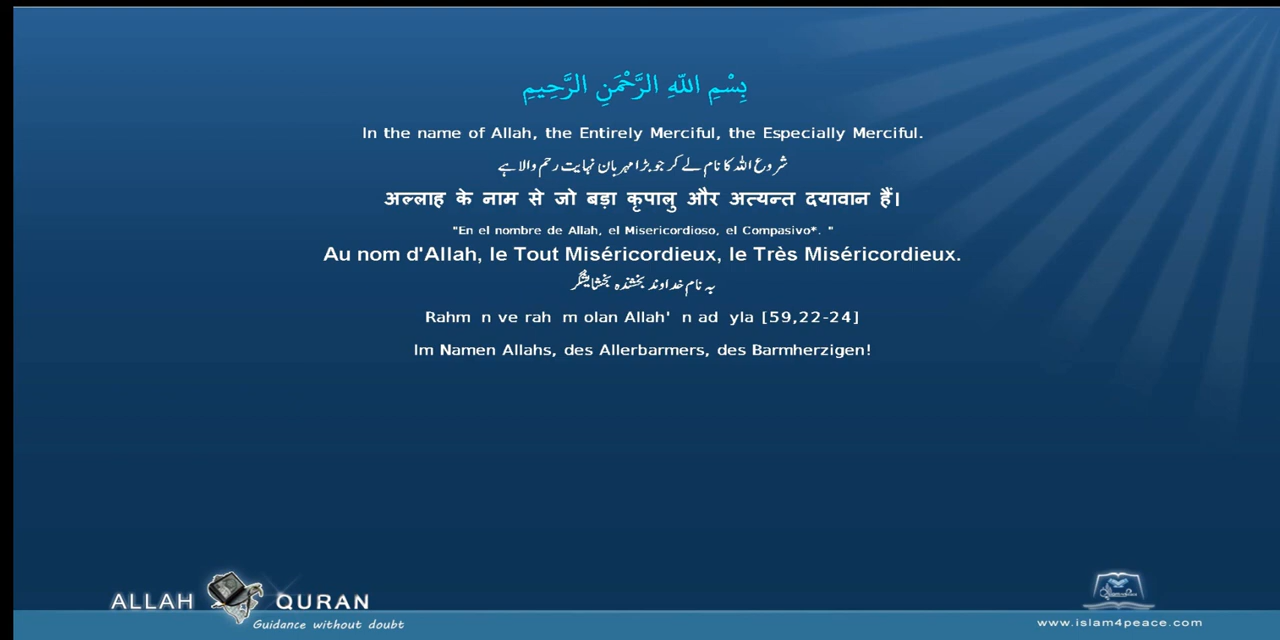 بِسْمِ اللّهِ الرَّحْمَنِ الرَّحِيمِ
In the name of Allah, the Entirely Merciful, the Especially Merciful.
شروع الله کا نام لے کر جو بڑا مہربان نہایت رحم والا ہے
अल्लाह के नाम से जो बड़ा कृपालु और अत्यन्त दयावान हैं।
"En el nombre de Allah, el Misericordioso, el Compasivo*. "
Au nom d'Allah, le Tout Miséricordieux, le Très Miséricordieux.
به نام خداوند بخشنده بخشایشگر
Rahm n ve rah m olan Allah' n ad yla [59,22-24]
Im Namen Allahs, des Allerbarmers, des Barmherzigen!
ALLAH QURAN
Guidance without doubt
www.islam4peace.com